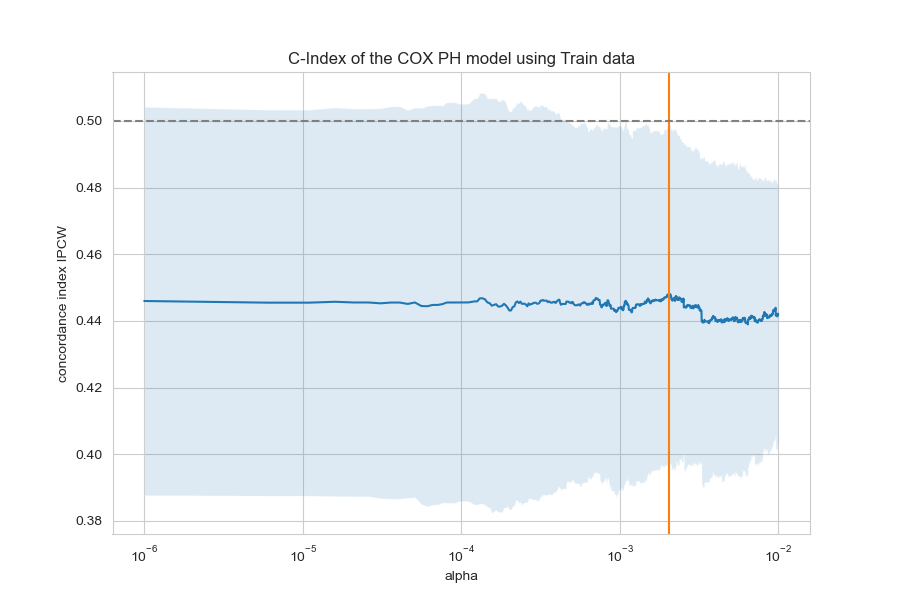 C-Index of the COX PH model using Train data
concordance index IPCW
0.50
0.48
0.46
0.44
0.42
0.40
0.38
10⁻⁶ 10⁻⁵ 10⁻⁴ 10⁻³ 10⁻²
alpha